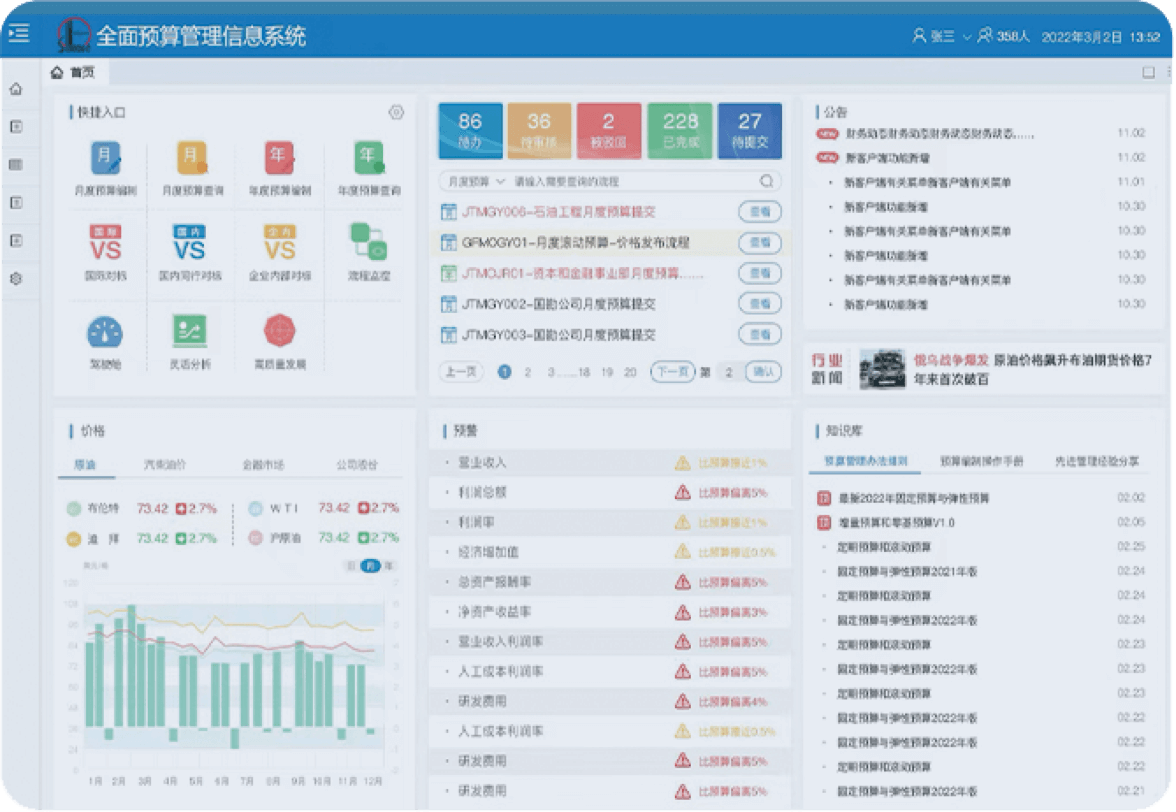 全面预算管理信息系统
张三 358人 2022年3月2日 13:52
首页
快捷入口
月 月 年 年
月度预算编制 月度预算查询 年度预算编制 年度预算查询
国际 国内 企内
VS VS VS
国际对标 国内同行对标 企业内部对标 流程监控
驾驶舱 灵活分析 高质量发展
86 36 2 228 27
待办 待审核 被驳回 已完成 待提交
月度预算 请输入需要查询的流程
JTMGY006-石油工程月度预算提交 查看
GFM0GY01-月度滚动预算-价格发布流程 查看
JTMOJR01-资本和金融事业部月度预算...... 查看
JTMGY002-国勘公司月度预算提交 查看
JTMGY003-国勘公司月度预算提交 查看
上一页 1 2 3......18 19 20 下一页 第 2 确认
公告
NEW 财务动态财务动态财务动态财务动态...... 11.02
NEW 新客户端功能新增 11.02
新客户端有关菜单新客户端有关菜单 11.01
新客户端功能新增 10.30
新客户端有关菜单新客户端有关菜单 10.30
新客户端功能新增 10.30
新客户端有关菜单新客户端有关菜单 10.30
新客户端功能新增 10.30
行业新闻
俄乌战争爆发 原油价格飙升布油期货价格7
年来首次破百
价格
原油 汽柴油价 金融市场 公司股价
布伦特 73.42 2.7% WTI 73.42 2.7%
迪拜 73.42 2.7% 沪原油 73.42 2.7%
日 月 年
1月 2月 3月 4月 5月 6月 7月 8月 9月 10月 11月 12月
预警
营业收入 比预算接近1%
利润总额 比预算偏离5%
利润率 比预算接近1%
经济增加值 比预算接近0.5%
总资产报酬率 比预算偏离5%
净资产收益率 比预算偏离3%
营业收入利润率 比预算偏离5%
人工成本利润率 比预算偏离5%
研发费用 比预算偏离4%
人工成本利润率 比预算接近0.5%
研发费用 比预算偏离5%
研发费用 比预算偏离5%
知识库
预算管理办法细则 预算编制操作手册 先进管理经验分享
最新2022年固定预算与弹性预算 02.02
增量预算和零基预算V1.0 02.05
定期预算和滚动预算 02.25
固定预算与弹性预算2021年版 02.24
定期预算和滚动预算 02.24
固定预算与弹性预算2022年版 02.24
定期预算和滚动预算 02.23
固定预算与弹性预算2022年版 02.23
定期预算和滚动预算 02.23
固定预算与弹性预算2022年版 02.22
固定预算与弹性预算2022年版 02.22
定期预算和滚动预算 02.22
固定预算与弹性预算2022年版 02.21